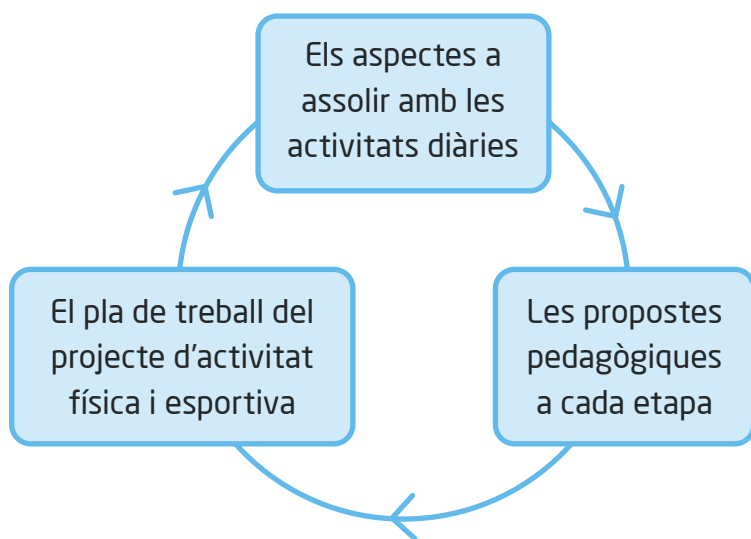 Els aspectes a
assolir amb les
activitats diàries
El pla de treball del
projecte d’activitat
física i esportiva
Les propostes
pedagògiques
a cada etapa